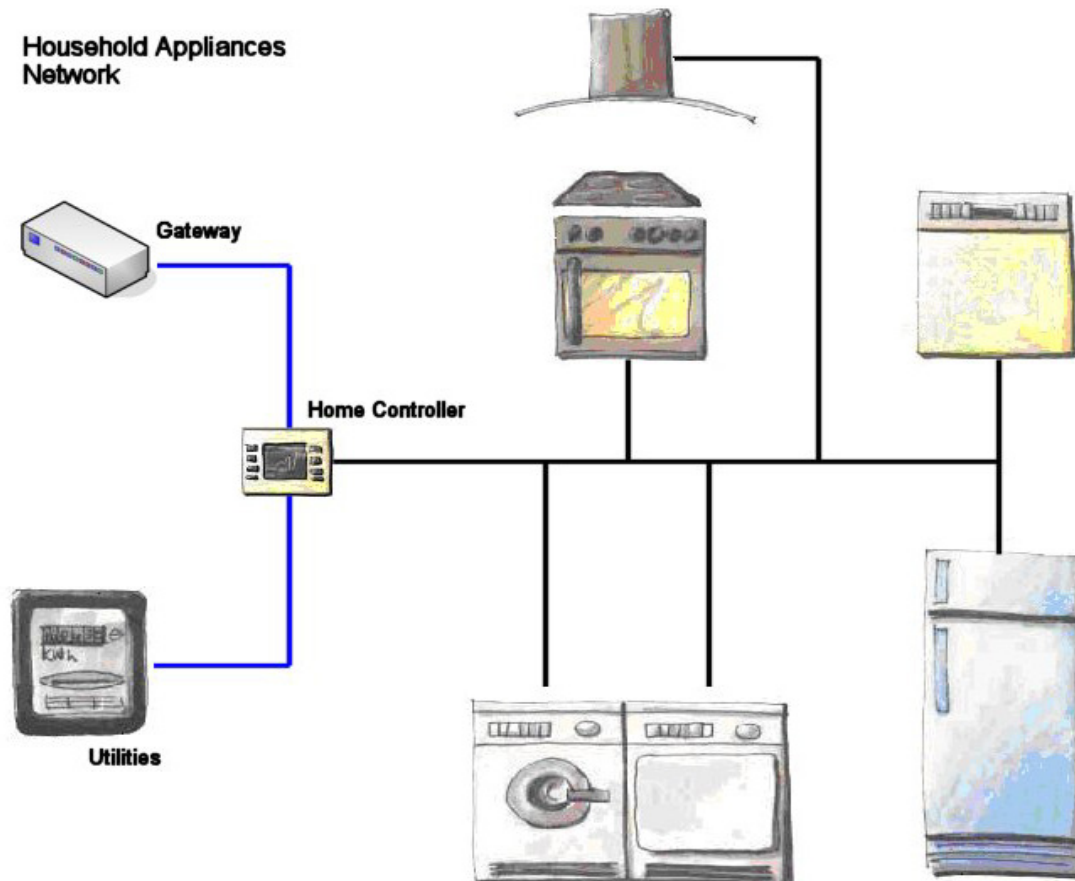 Household Appliances
Network
Gateway
Home Controller
kWh
Utilities